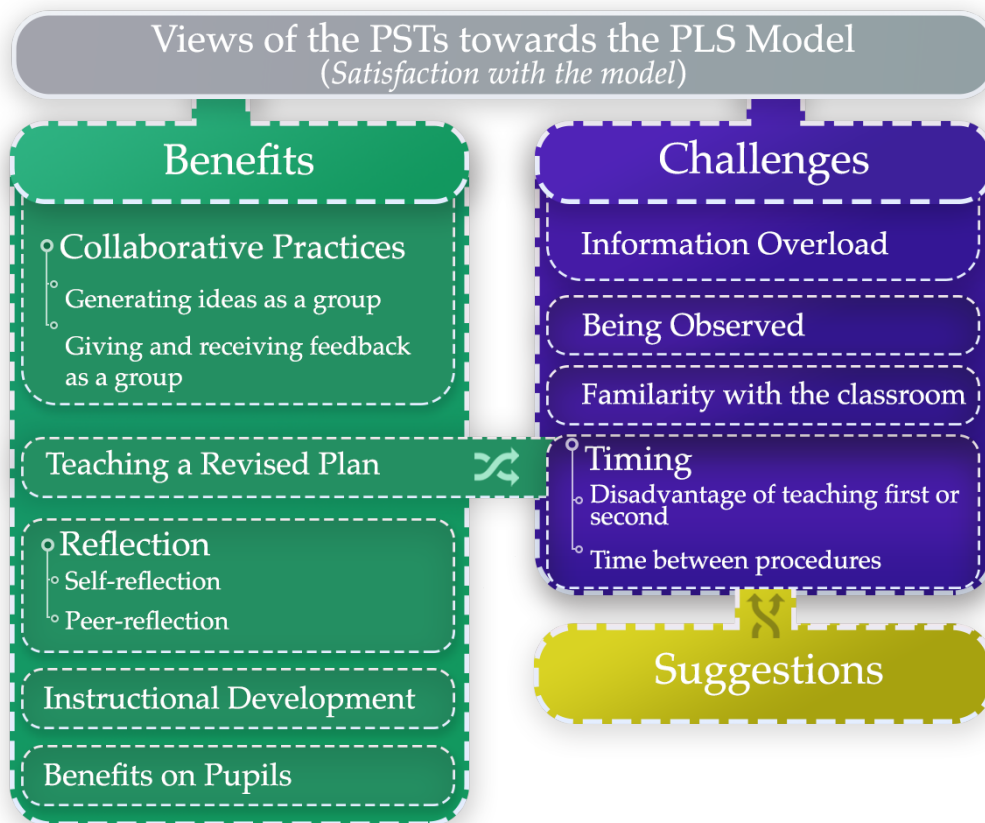 Views of the PSTs towards the PLS Model
(Satisfaction with the model)
Benefits
Collaborative Practices
Generating ideas as a group
Giving and receiving feedback
as a group
Teaching a Revised Plan
Reflection
Self-reflection
Peer-reflection
Instructional Development
Benefits on Pupils
Challenges
Information Overload
Being Observed
Familarity with the classroom
Timing
Disadvantage of teaching first or
second
Time between procedures
Suggestions